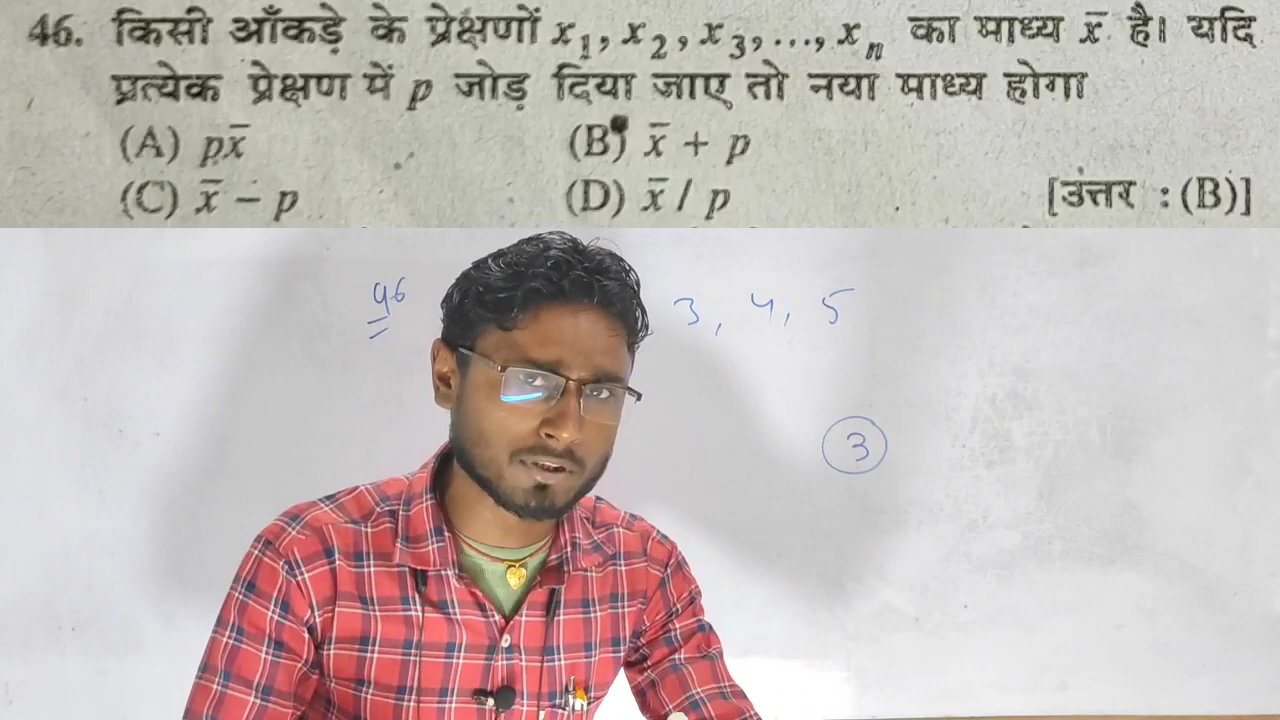 46. किसी आँकड़े के प्रेक्षणों x₁, x₂, x₃, ..., xₙ का माध्य x̄ है। यदि
प्रत्येक प्रेक्षण में p जोड़ दिया जाए तो नया माध्य होगा
(A) px̄ (B) x̄ + p
(C) x̄ – p (D) x̄ / p [उत्तर : (B)]
46 3, 4, 5
3